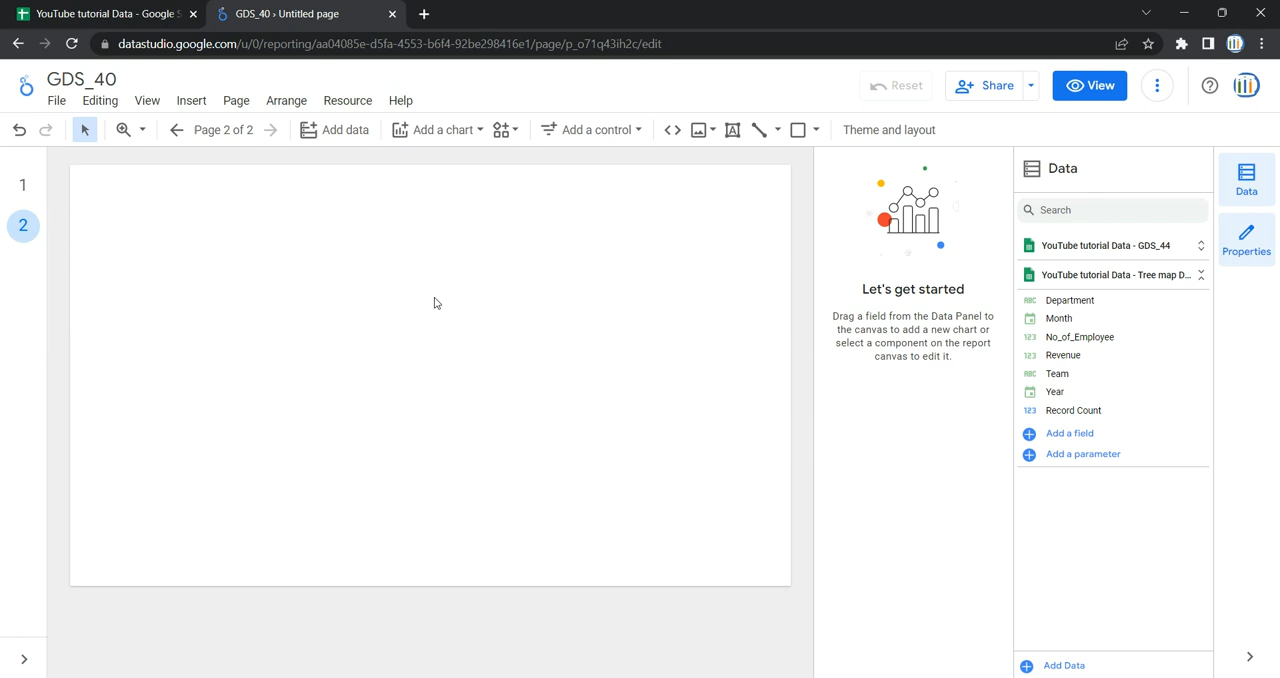 YouTube tutorial Data - Google S
GDS_40 › Untitled page
datastudio.google.com/u/0/reporting/aa04085e-d5fa-4553-b6f4-92be298416e1/page/p_o71q43ih2c/edit
GDS_40
File Editing View Insert Page Arrange Resource Help
Reset
Share
View
Page 2 of 2
Add data
Add a chart
Add a control
Theme and layout
1
2
Let's get started
Drag a field from the Data Panel to
the canvas to add a new chart or
select a component on the report
canvas to edit it.
Data
Search
YouTube tutorial Data - GDS_44
YouTube tutorial Data - Tree map D...
ABC Department
Month
123 No_of_Employee
123 Revenue
ABC Team
Year
123 Record Count
Add a field
Add a parameter
Add Data
Data
Properties